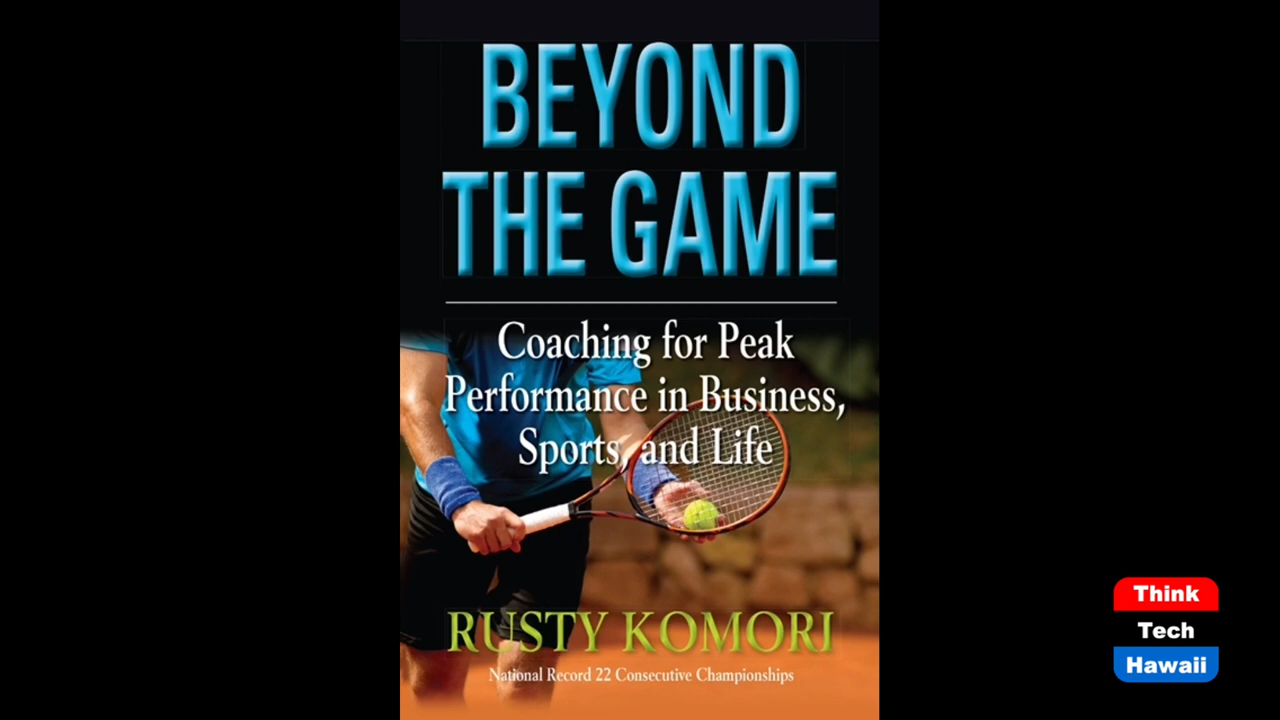 BEYOND
THE GAME
Coaching for Peak
Performance in Business,
Sports, and Life
RUSTY KOMORI
National Record 22 Consecutive Championships
Think
Tech
Hawaii